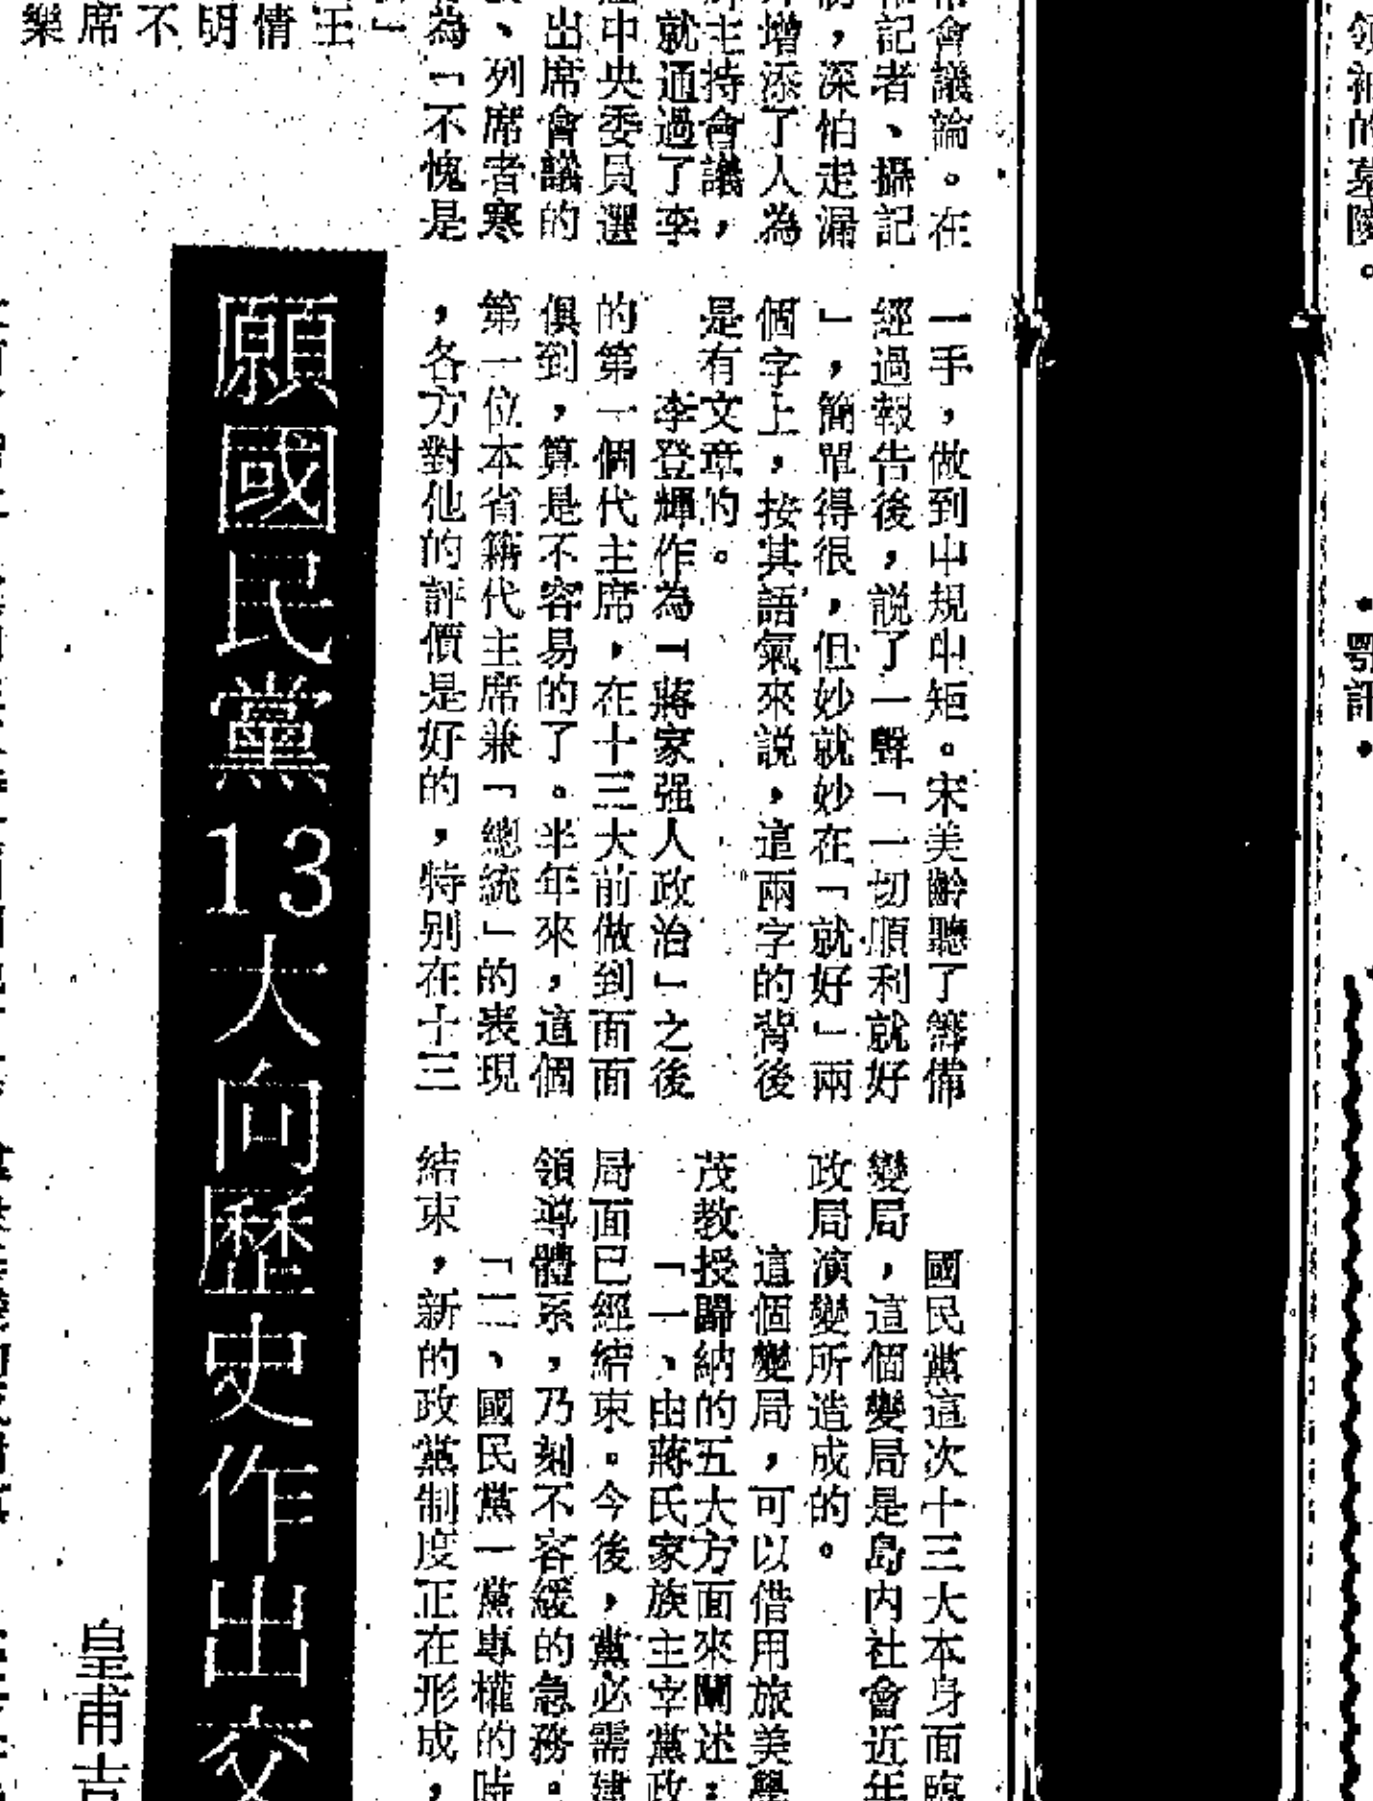 領袖的墓陵。
•鄂訊•
會議論。在
記者、攝記
,深怕走漏
增添了人為
主持會議,
就通過了李
中央委員選
出席會議的
、列席者寒
為「不愧是
一手,做到中規中矩。宋美齡聽了籌備
經過報告後,説了一聲「一切順利就好
」,簡單得很,但妙就妙在「就好」兩
個字上,按其語氣來説,這兩字的背後
是有文章的。
李登輝作為「蔣家强人政治」之後
的第一個代主席,在十三大前做到面面
俱到,算是不容易的了。半年來,這個
第一位本省籍代主席兼「總統」的表現
,各方對他的評價是好的,特别在十三
國民黨這次十三大本身面臨
變局,這個變局是島内社會近年
政局演變所造成的。
這個變局,可以借用旅美學
茂教授歸納的五大方面來闡述:
「一、由蔣氏家族主宰黨政
局面已經結束。今後,黨必需建
領導體系,乃刻不容緩的急務。
「二、國民黨一黨專權的時
結束,新的政黨制度正在形成,
願國民黨13大向歷史作出交
皇甫吉
王
情
明
不
席
樂